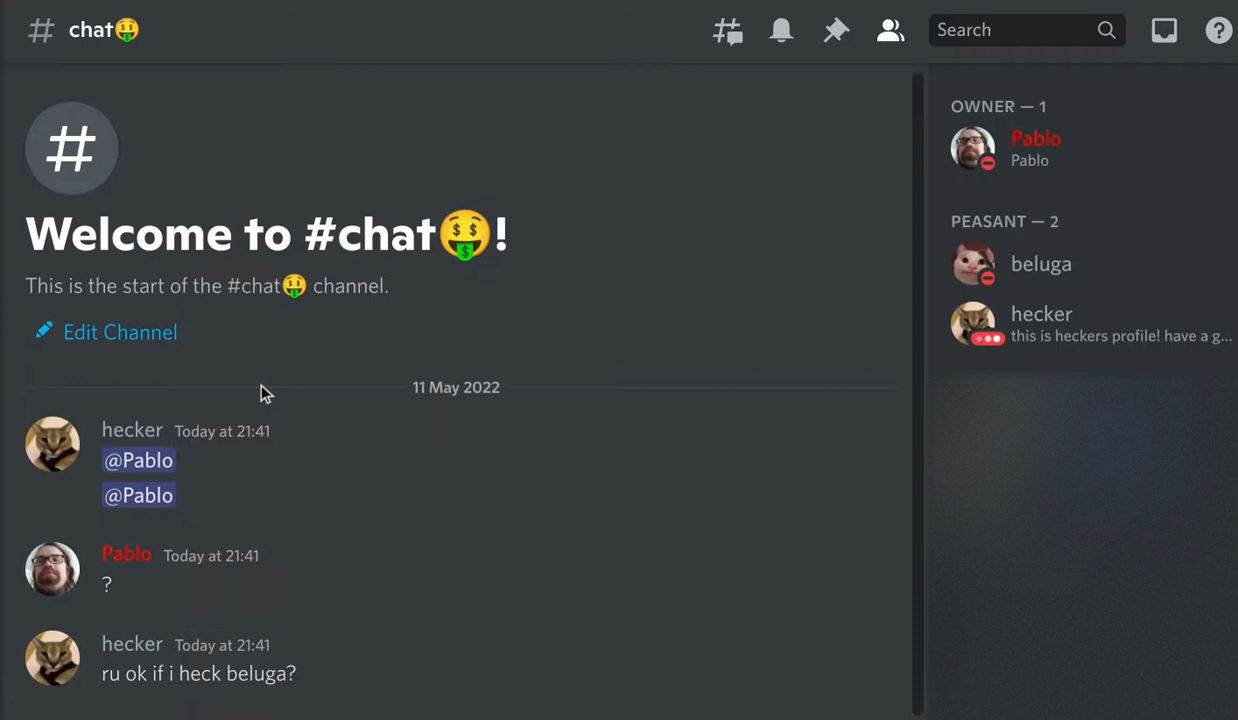 # chat🤑
Search
Welcome to #chat🤑!
This is the start of the #chat🤑 channel.
Edit Channel
11 May 2022
hecker Today at 21:41
@Pablo
@Pablo
Pablo Today at 21:41
?
hecker Today at 21:41
ru ok if i heck beluga?
OWNER — 1
Pablo
Pablo
PEASANT — 2
beluga
hecker
this is heckers profile! have a g...